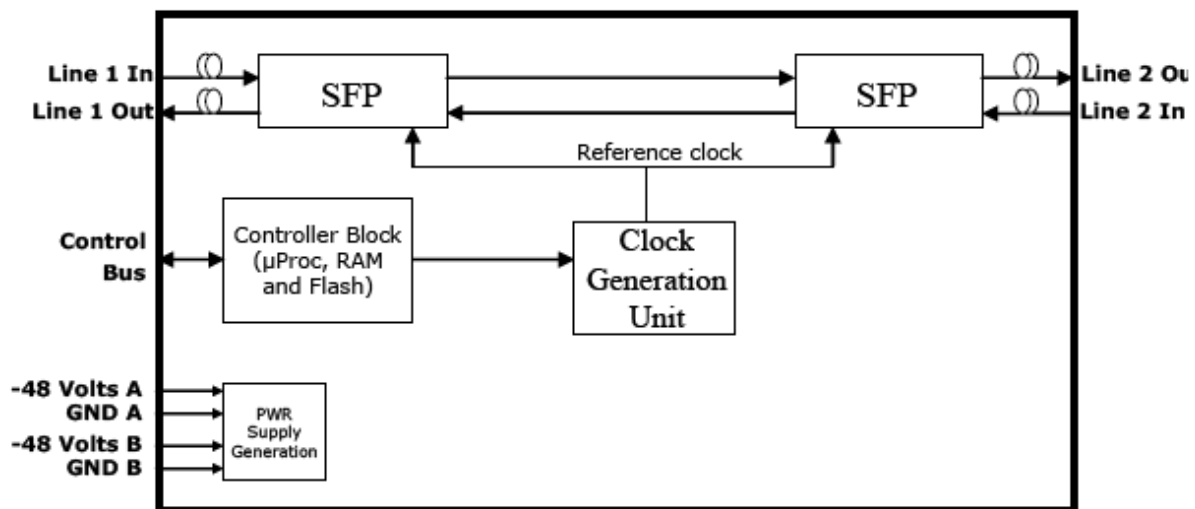 Line 1 In
SFP
SFP
Line 2 Ou
Line 1 Out
Line 2 In
Reference clock
Control
Bus
Controller Block
(µProc, RAM
and Flash)
Clock
Generation
Unit
-48 Volts A
GND A
-48 Volts B
GND B
PWR
Supply
Generation